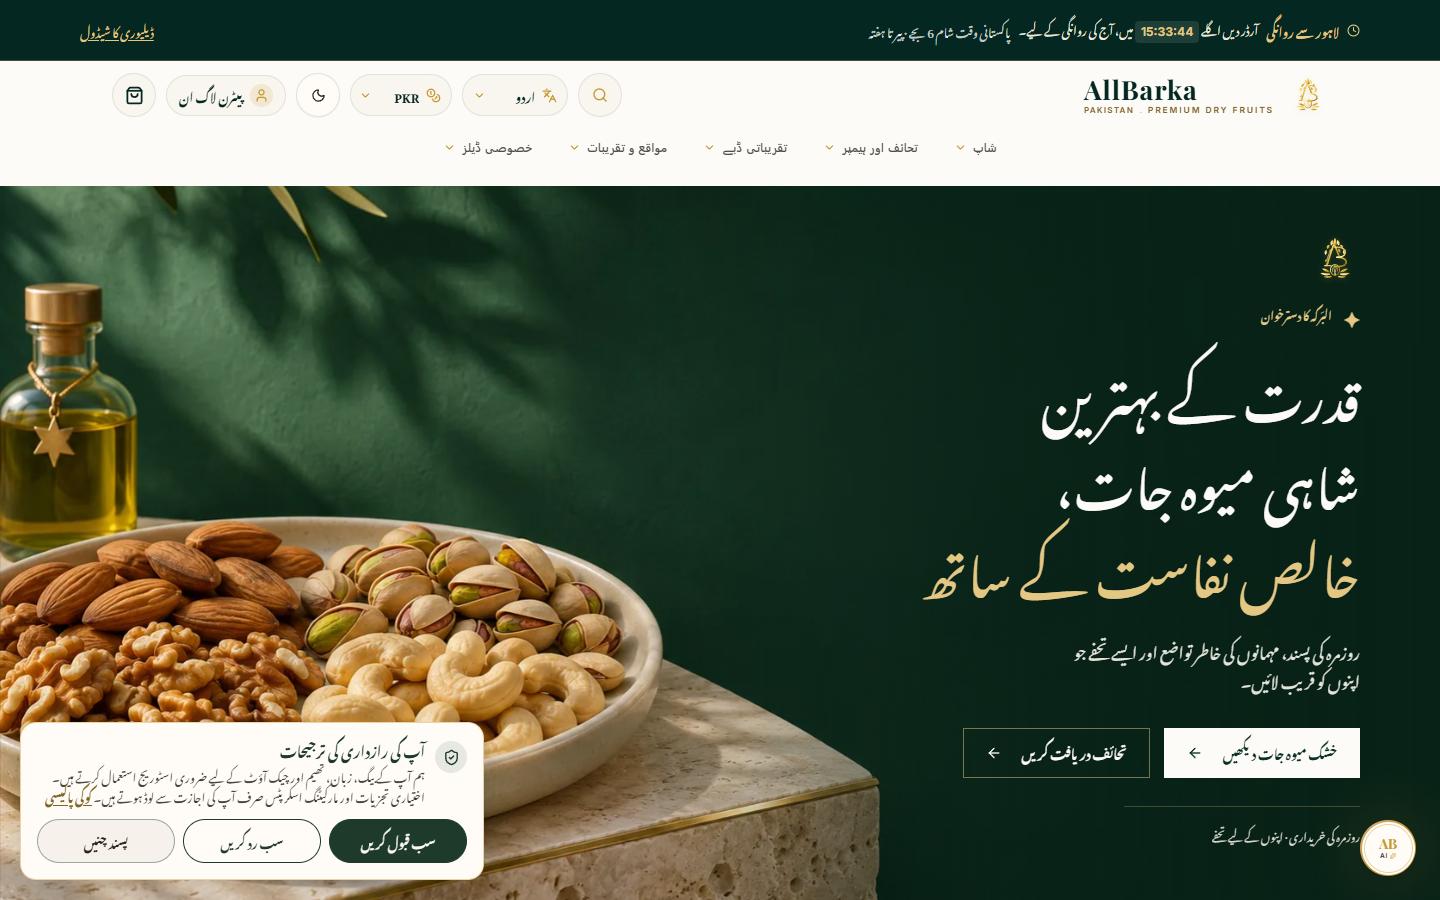 لاہور سے روانگی آرڈر دیں اگلے 15:33:44 میں، آج کی روانگی کے لیے۔ پاکستانی وقت شام 6 بجے · پیر تا ہفتہ
ڈیلیوری کا شیڈول
AllBarka
PAKISTAN · PREMIUM DRY FRUITS
اردو
PKR
پیٹرن لاگ ان
شاپ
تحائف اور ہیمپر
تقریباتی ڈبے
مواقع و تقریبات
خصوصی ڈیلز
البَرکہ کا دسترخوان
قدرت کے بہترین
شاہی میوہ جات،
خالص نفاست کے ساتھ
روزمرہ کی پسند، مہمانوں کی خاطر تواضع اور ایسے تحفے جو
اپنوں کو قریب لائیں۔
خشک میوہ جات دیکھیں
تحائف دریافت کریں
روزمرہ کی خریداری · اپنوں کے لیے تحفے
AB
AI
آپ کی رازداری کی ترجیحات
ہم آپ کے بیگ، زبان، تھیم اور چیک آؤٹ کے لیے ضروری اسٹوریج استعمال کرتے ہیں۔
اختیاری تجزیات اور مارکیٹنگ اسکرپٹس صرف آپ کی اجازت سے لوڈ ہوتے ہیں۔ کوکی پالیسی
سب قبول کریں
سب رد کریں
پسند چنیں